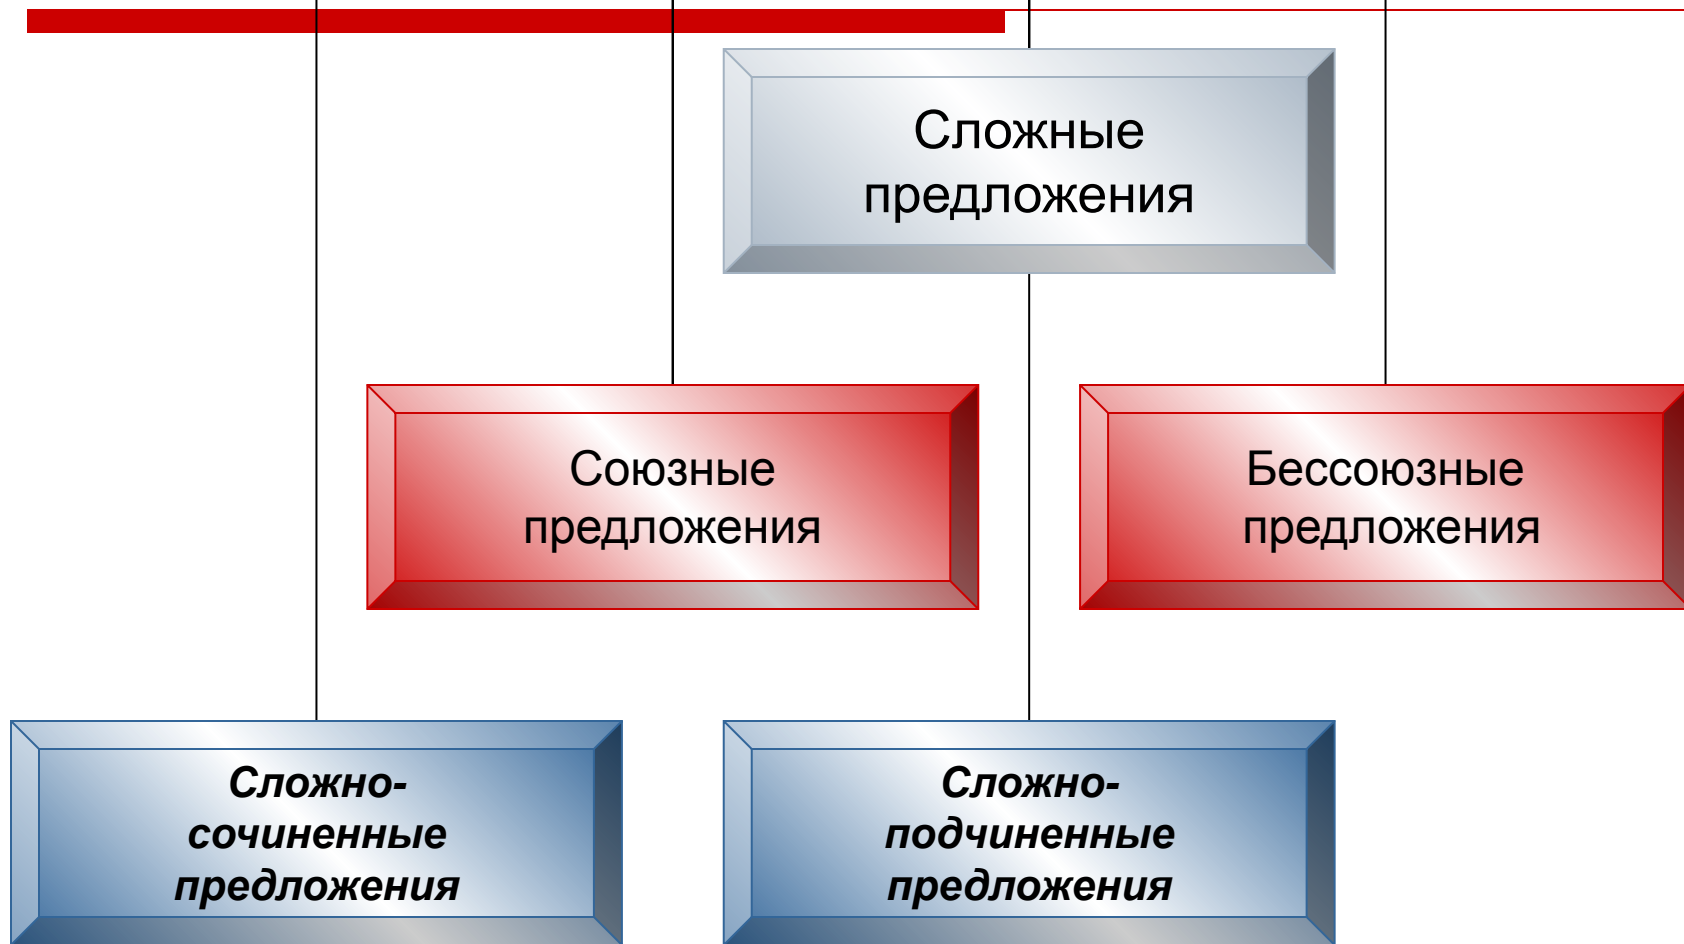 Сложные
предложения
Союзные
предложения
Бессоюзные
предложения
Сложно-
сочиненные
предложения
Сложно-
подчиненные
предложения